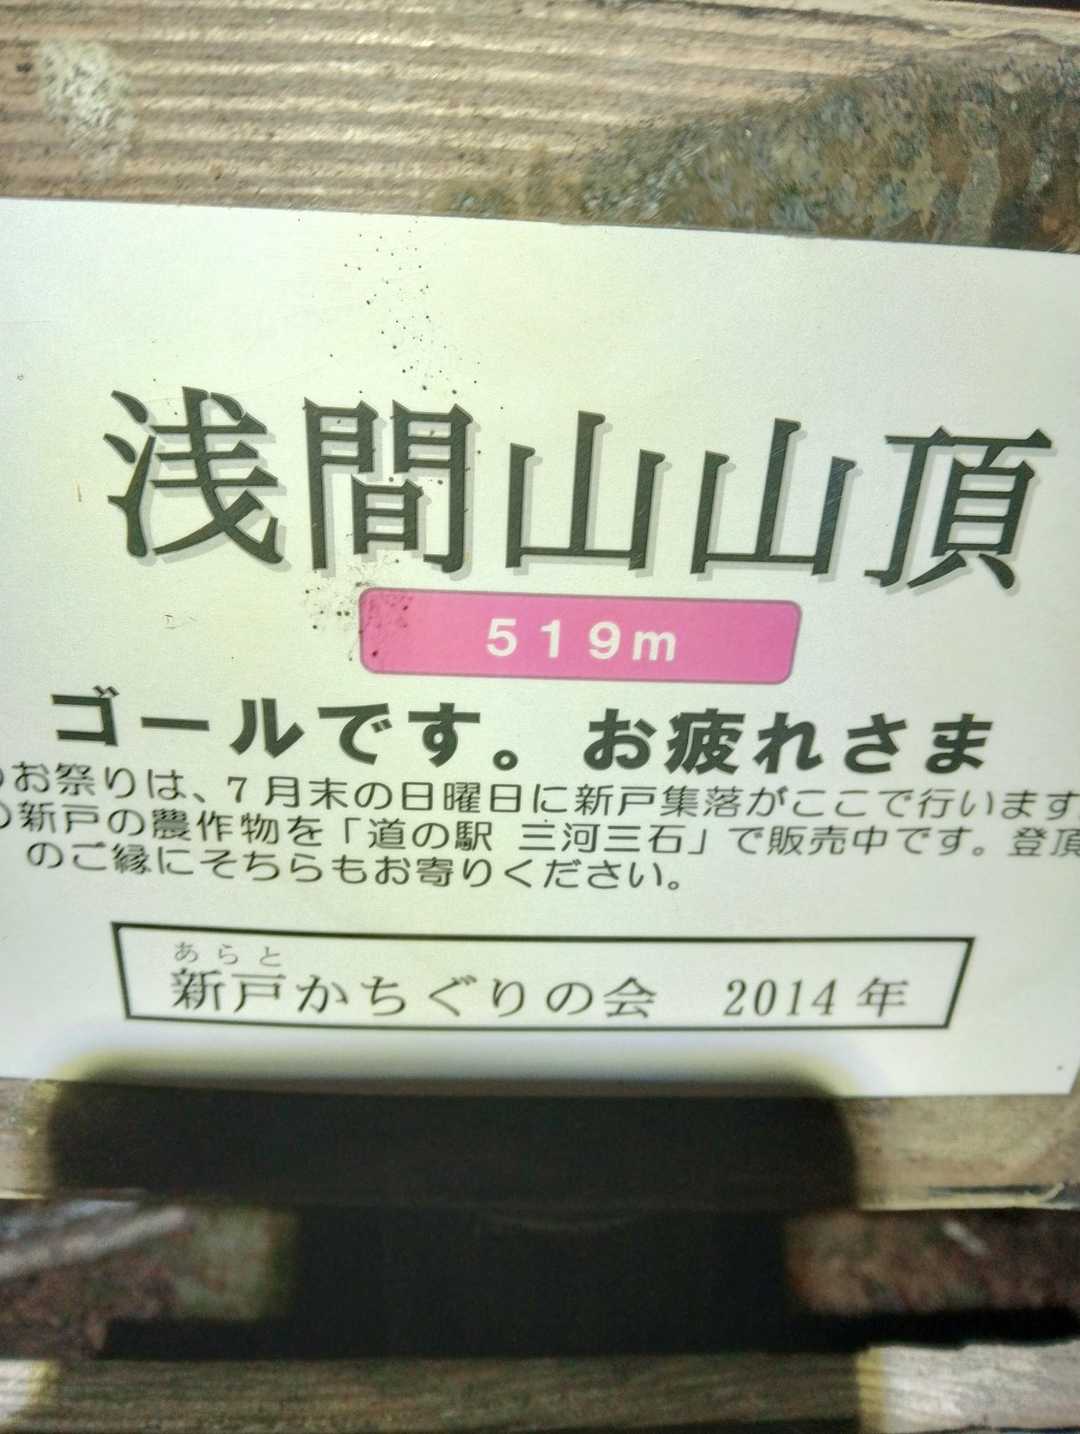 浅間山山頂
519m
ゴールです。お疲れさま
のお祭りは、7月末の日曜日に新戸集落がここで行います。
の新戸の農作物を「道の駅 三河三石」で販売中です。登頂
のご縁にそちらもお寄りください。
あらと
新戸かちぐりの会 2014年